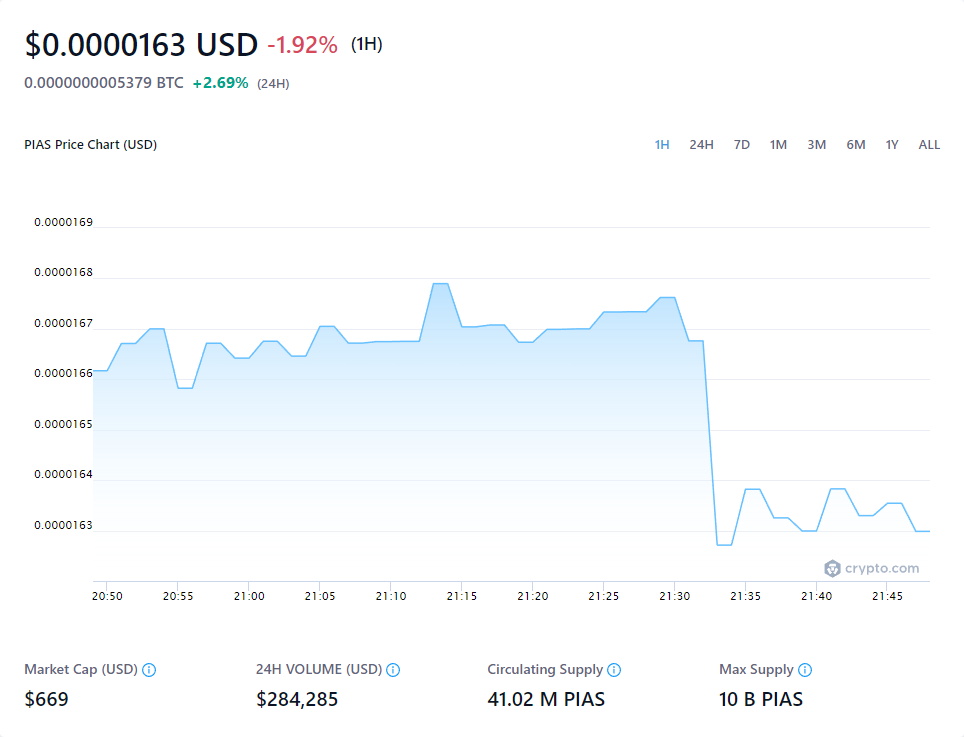 $0.0000163 USD -1.92% (1H)
0.0000000005379 BTC +2.69% (24H)
PIAS Price Chart (USD) 1H 24H 7D 1M 3M 6M 1Y ALL
0.0000169
0.0000168
0.0000167
0.0000166
0.0000165
0.0000164
0.0000163
crypto.com
20:50 20:55 21:00 21:05 21:10 21:15 21:20 21:25 21:30 21:35 21:40 21:45
Market Cap (USD) 24H VOLUME (USD) Circulating Supply Max Supply
$669 $284,285 41.02 M PIAS 10 B PIAS